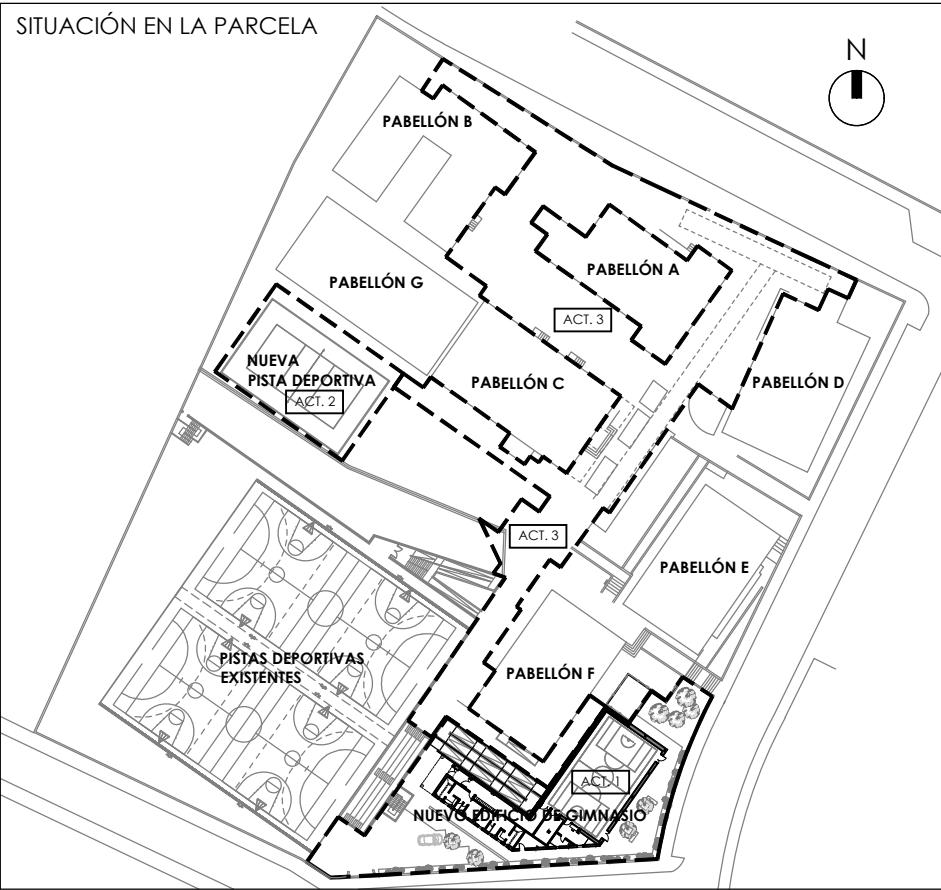 SITUACIÓN EN LA PARCELA
N
PABELLÓN B
PABELLÓN A
PABELLÓN G
ACT. 3
NUEVA
PISTA DEPORTIVA
ACT. 2
PABELLÓN C
PABELLÓN D
ACT. 3
PABELLÓN E
PISTAS DEPORTIVAS
EXISTENTES
PABELLÓN F
ACT. 1
NUEVO EDIFICIO DE GIMNASIO